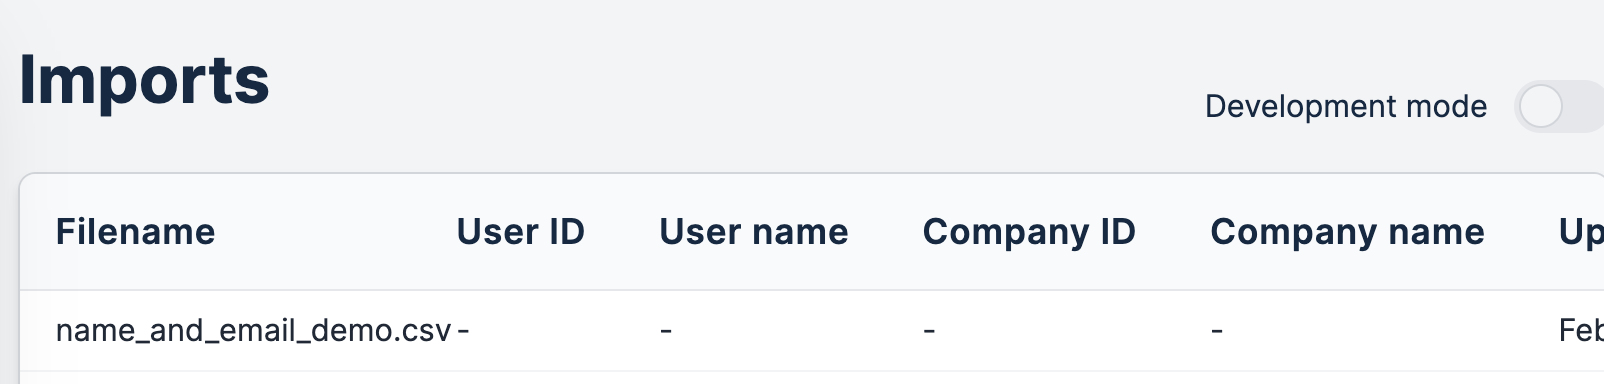 Imports
Development mode
Filename User ID User name Company ID Company name Up
name_and_email_demo.csv - - - - Feb